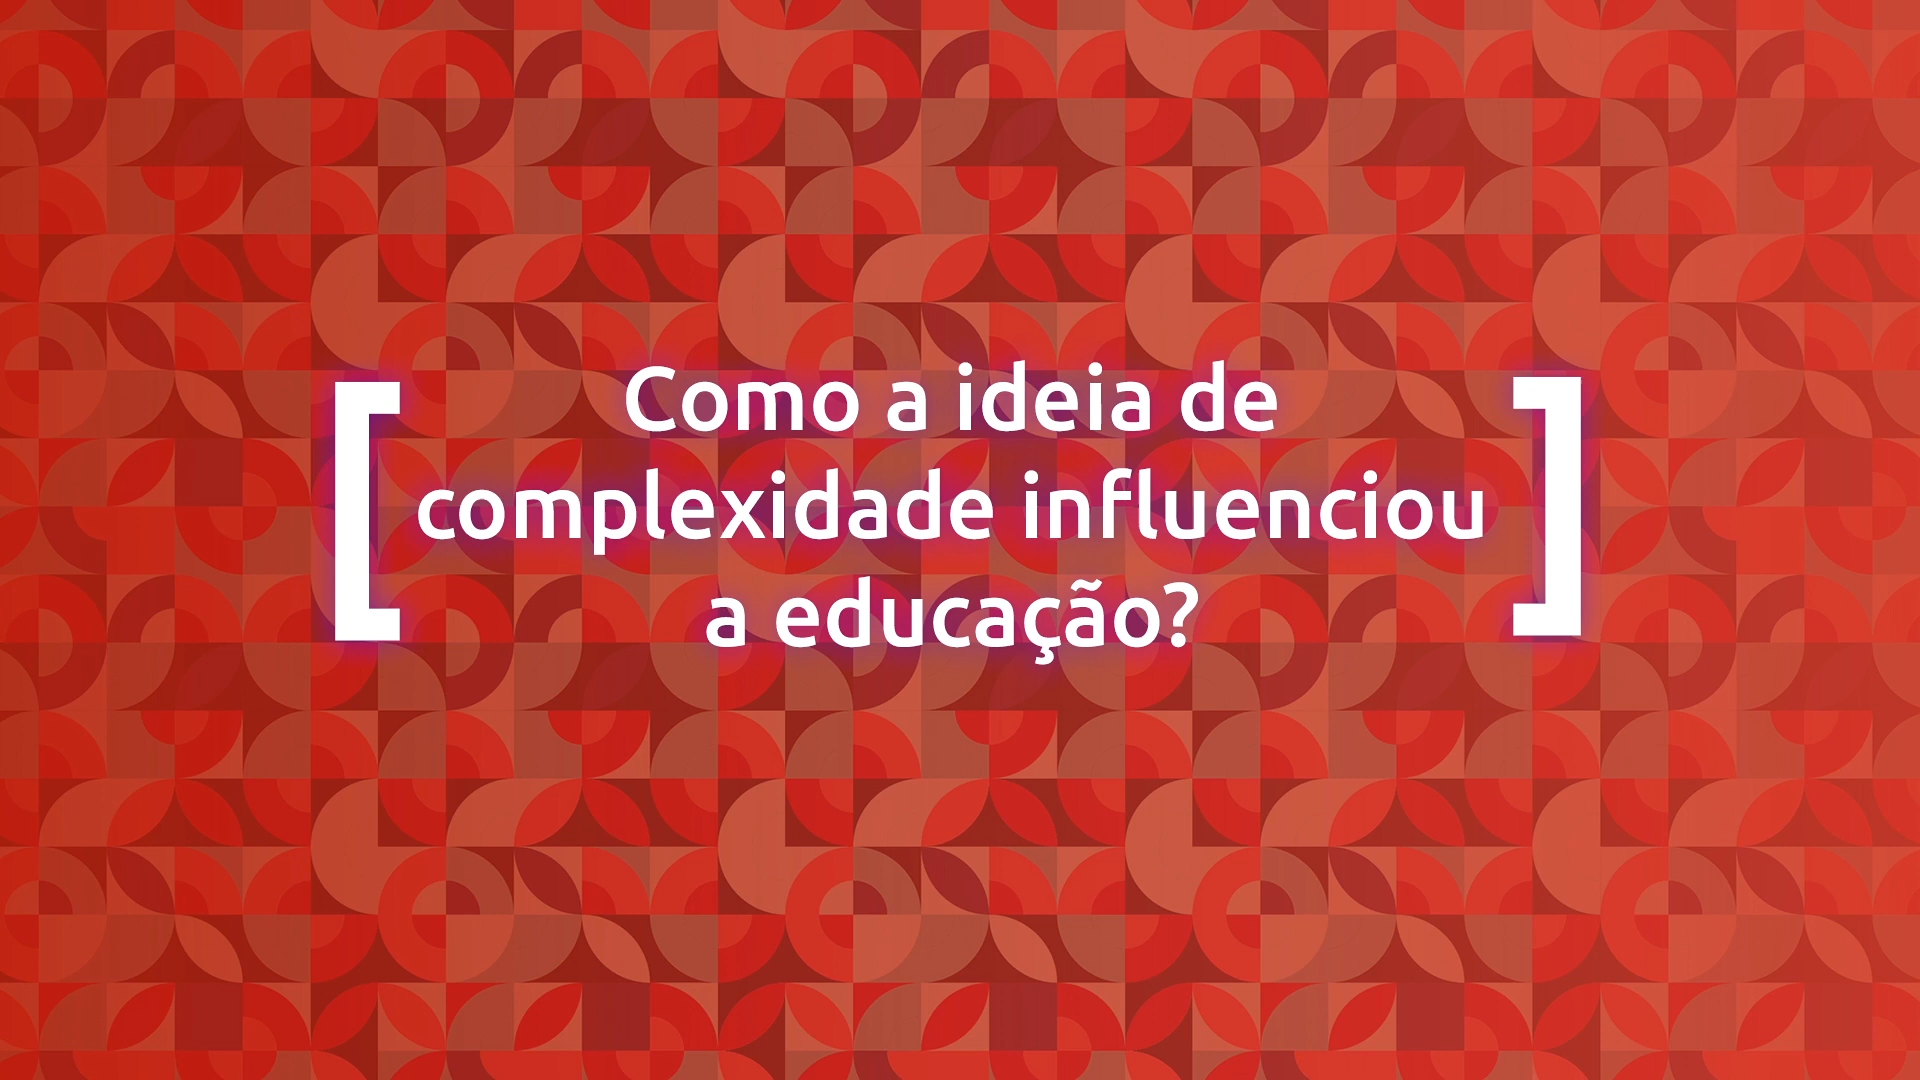 [ Como a ideia de
complexidade influenciou
a educação? ]